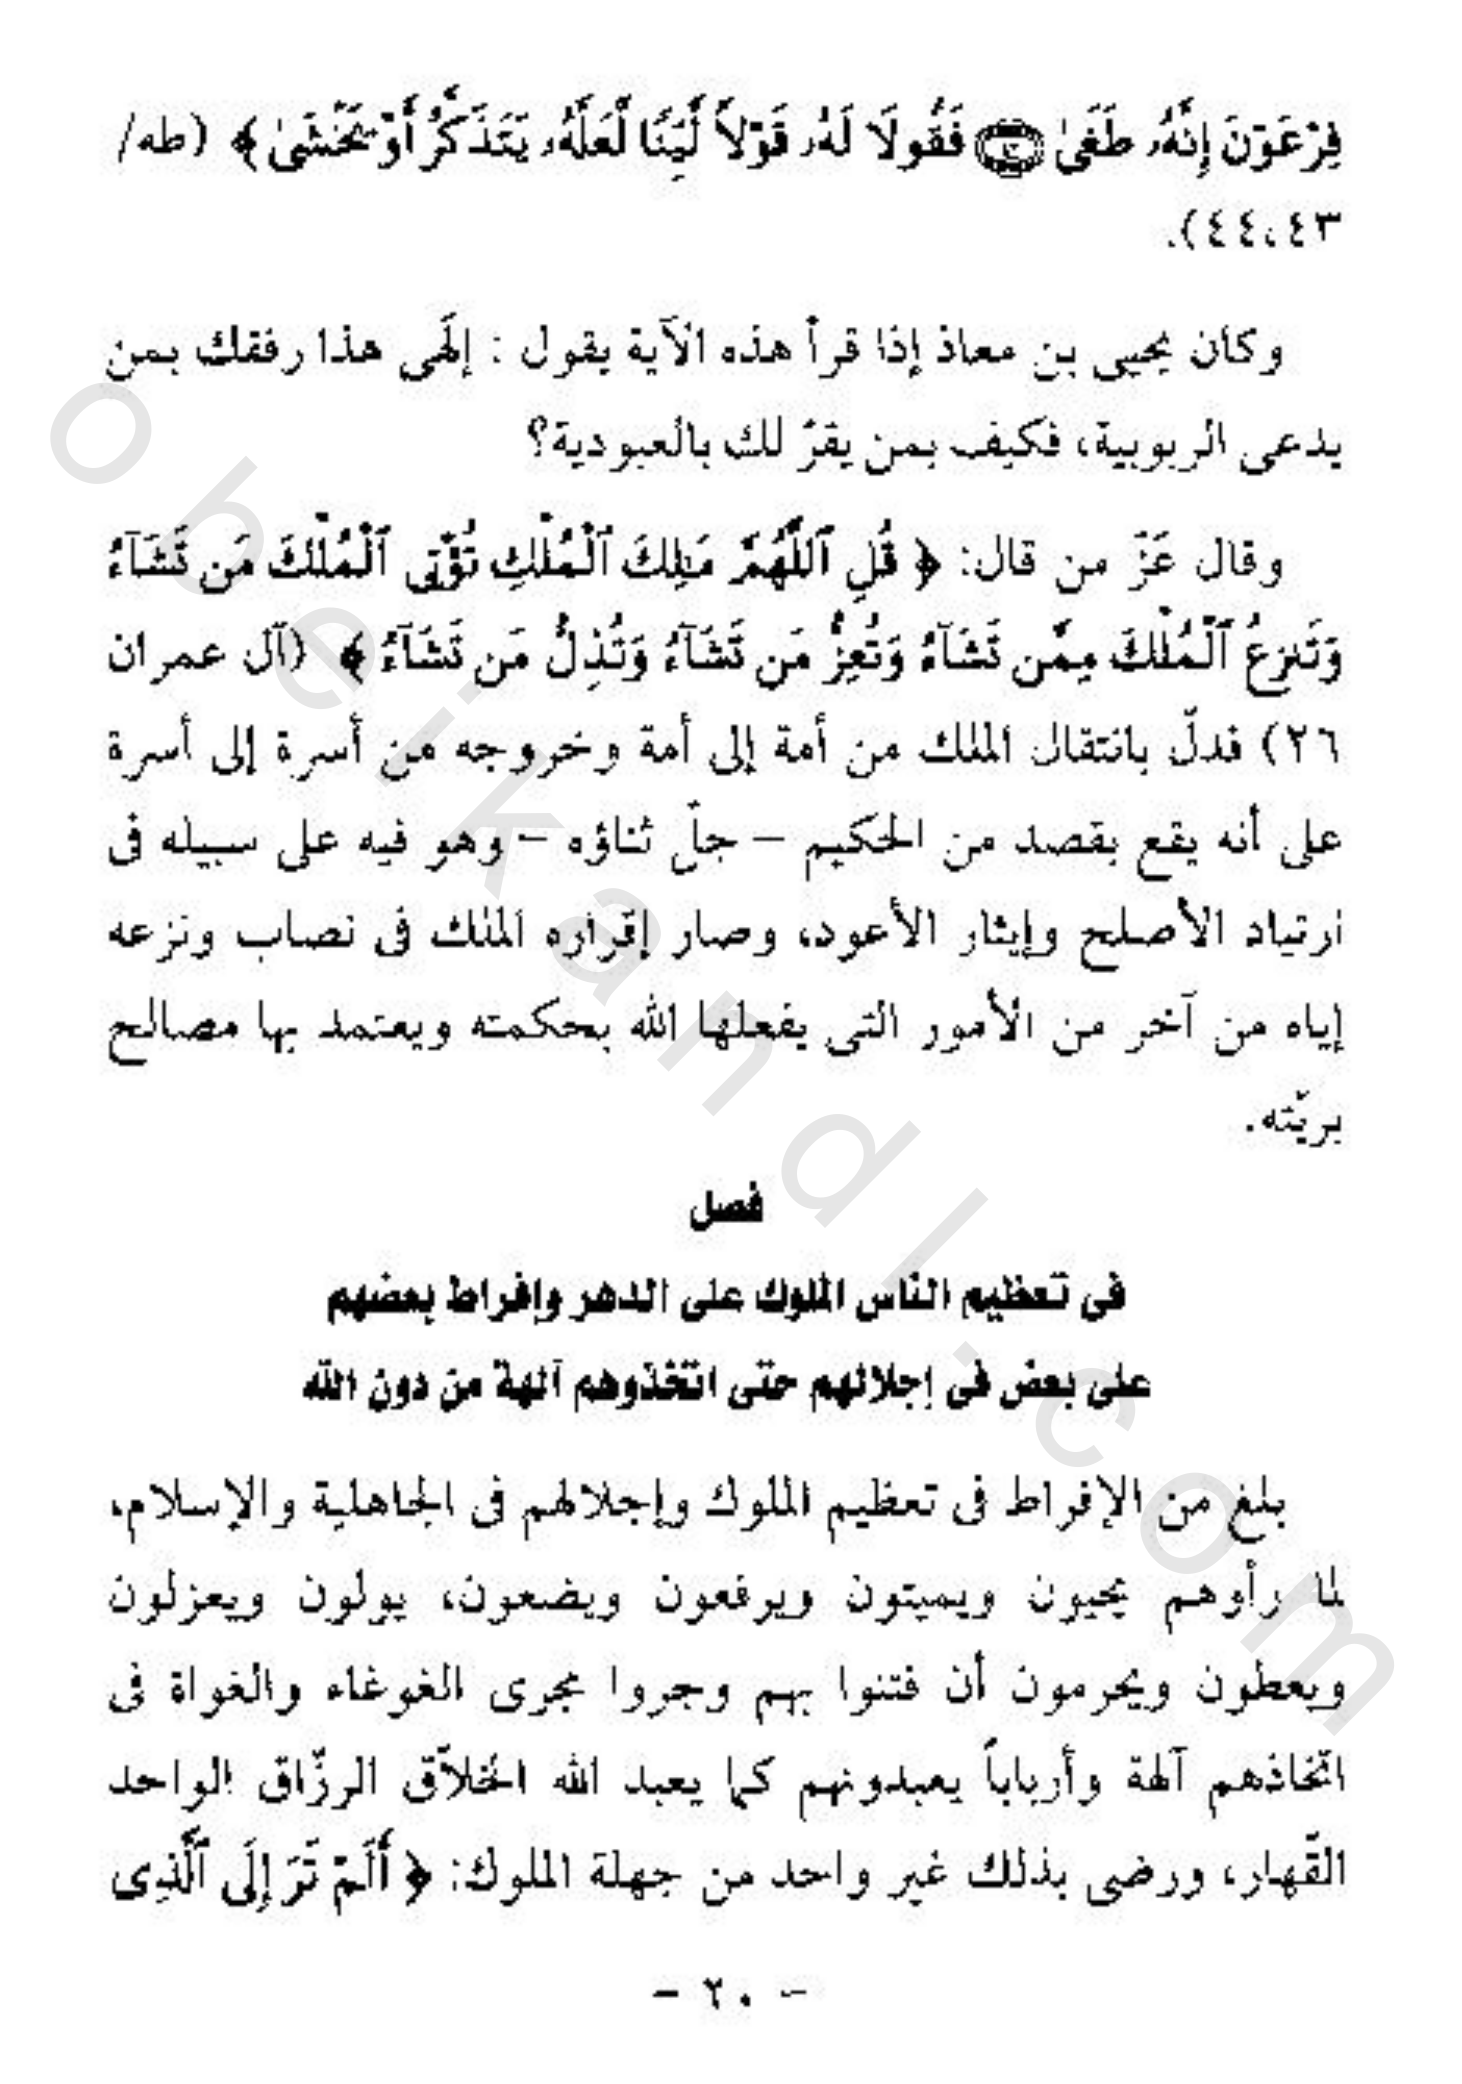 فِرْعَوْنَ إِنَّهُۥ طَغَىٰ ۝ فَقُولَا لَهُۥ قَوْلًا لَّيِّنًا لَّعَلَّهُۥ يَتَذَكَّرُ أَوْ يَخْشَىٰ ﴾ (طه/
٤٤،٤٣).
وكان يحيى بن معاذ إذا قرأ هذه الآية يقول : إلَهى هذا رفقك بمن
يدعى الربوبية، فكيف بمن يقرّ لك بالعبودية؟
وقال عَزّ من قال: ﴿ قُلِ ٱللَّهُمَّ مَـٰلِكَ ٱلْمُلْكِ تُؤْتِى ٱلْمُلْكَ مَن تَشَآءُ
وَتَنزِعُ ٱلْمُلْكَ مِمَّن تَشَآءُ وَتُعِزُّ مَن تَشَآءُ وَتُذِلُّ مَن تَشَآءُ ﴾ (آل عمران
٢٦) فدلّ بانتقال الملك من أمة إلى أمة وخروجه من أسرة إلى أسرة
على أنه يقع بقصد من الحكيم – جلّ ثناؤه – وهو فيه على سبيله فى
ارتياد الأصلح وإيثار الأعود، وصار إقراره الملك فى نصاب ونزعه
إياه من آخر من الأمور التى يفعلها الله بحكمته ويعتمد بها مصالح
بريّته.
فصل
فى تعظيم الناس الملوك على الدهر وإفراط بعضهم
على بعض فى إجلالهم حتى اتخذوهم آلهة من دون الله
بلغ من الإفراط فى تعظيم الملوك وإجلالهم فى الجاهلية والإسلام،
لما رأوهم يحيون ويميتون ويرفعون ويضعون، يولون ويعزلون
ويعطون ويحرمون أن فتنوا بهم وجروا مجرى الغوغاء والغواة فى
اتخاذهم آلهة وأرباباً يعبدونهم كما يعبد الله الخلاّق الرزّاق الواحد
القّهار، ورضى بذلك غير واحد من جهلة الملوك: ﴿ أَلَمْ تَرَ إِلَى ٱلَّذِى
- ٢٠ -
obeikandl.com